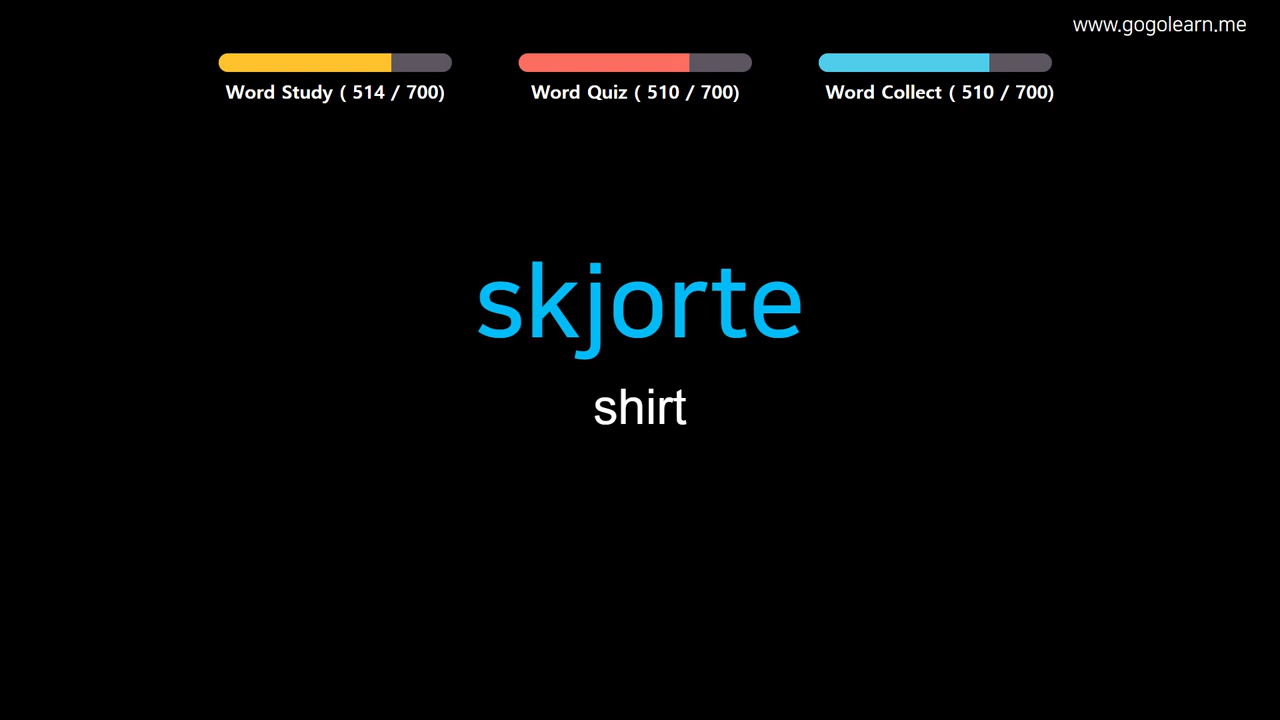 www.gogolearn.me
Word Study ( 514 / 700)
Word Quiz ( 510 / 700)
Word Collect ( 510 / 700)
skjorte
shirt